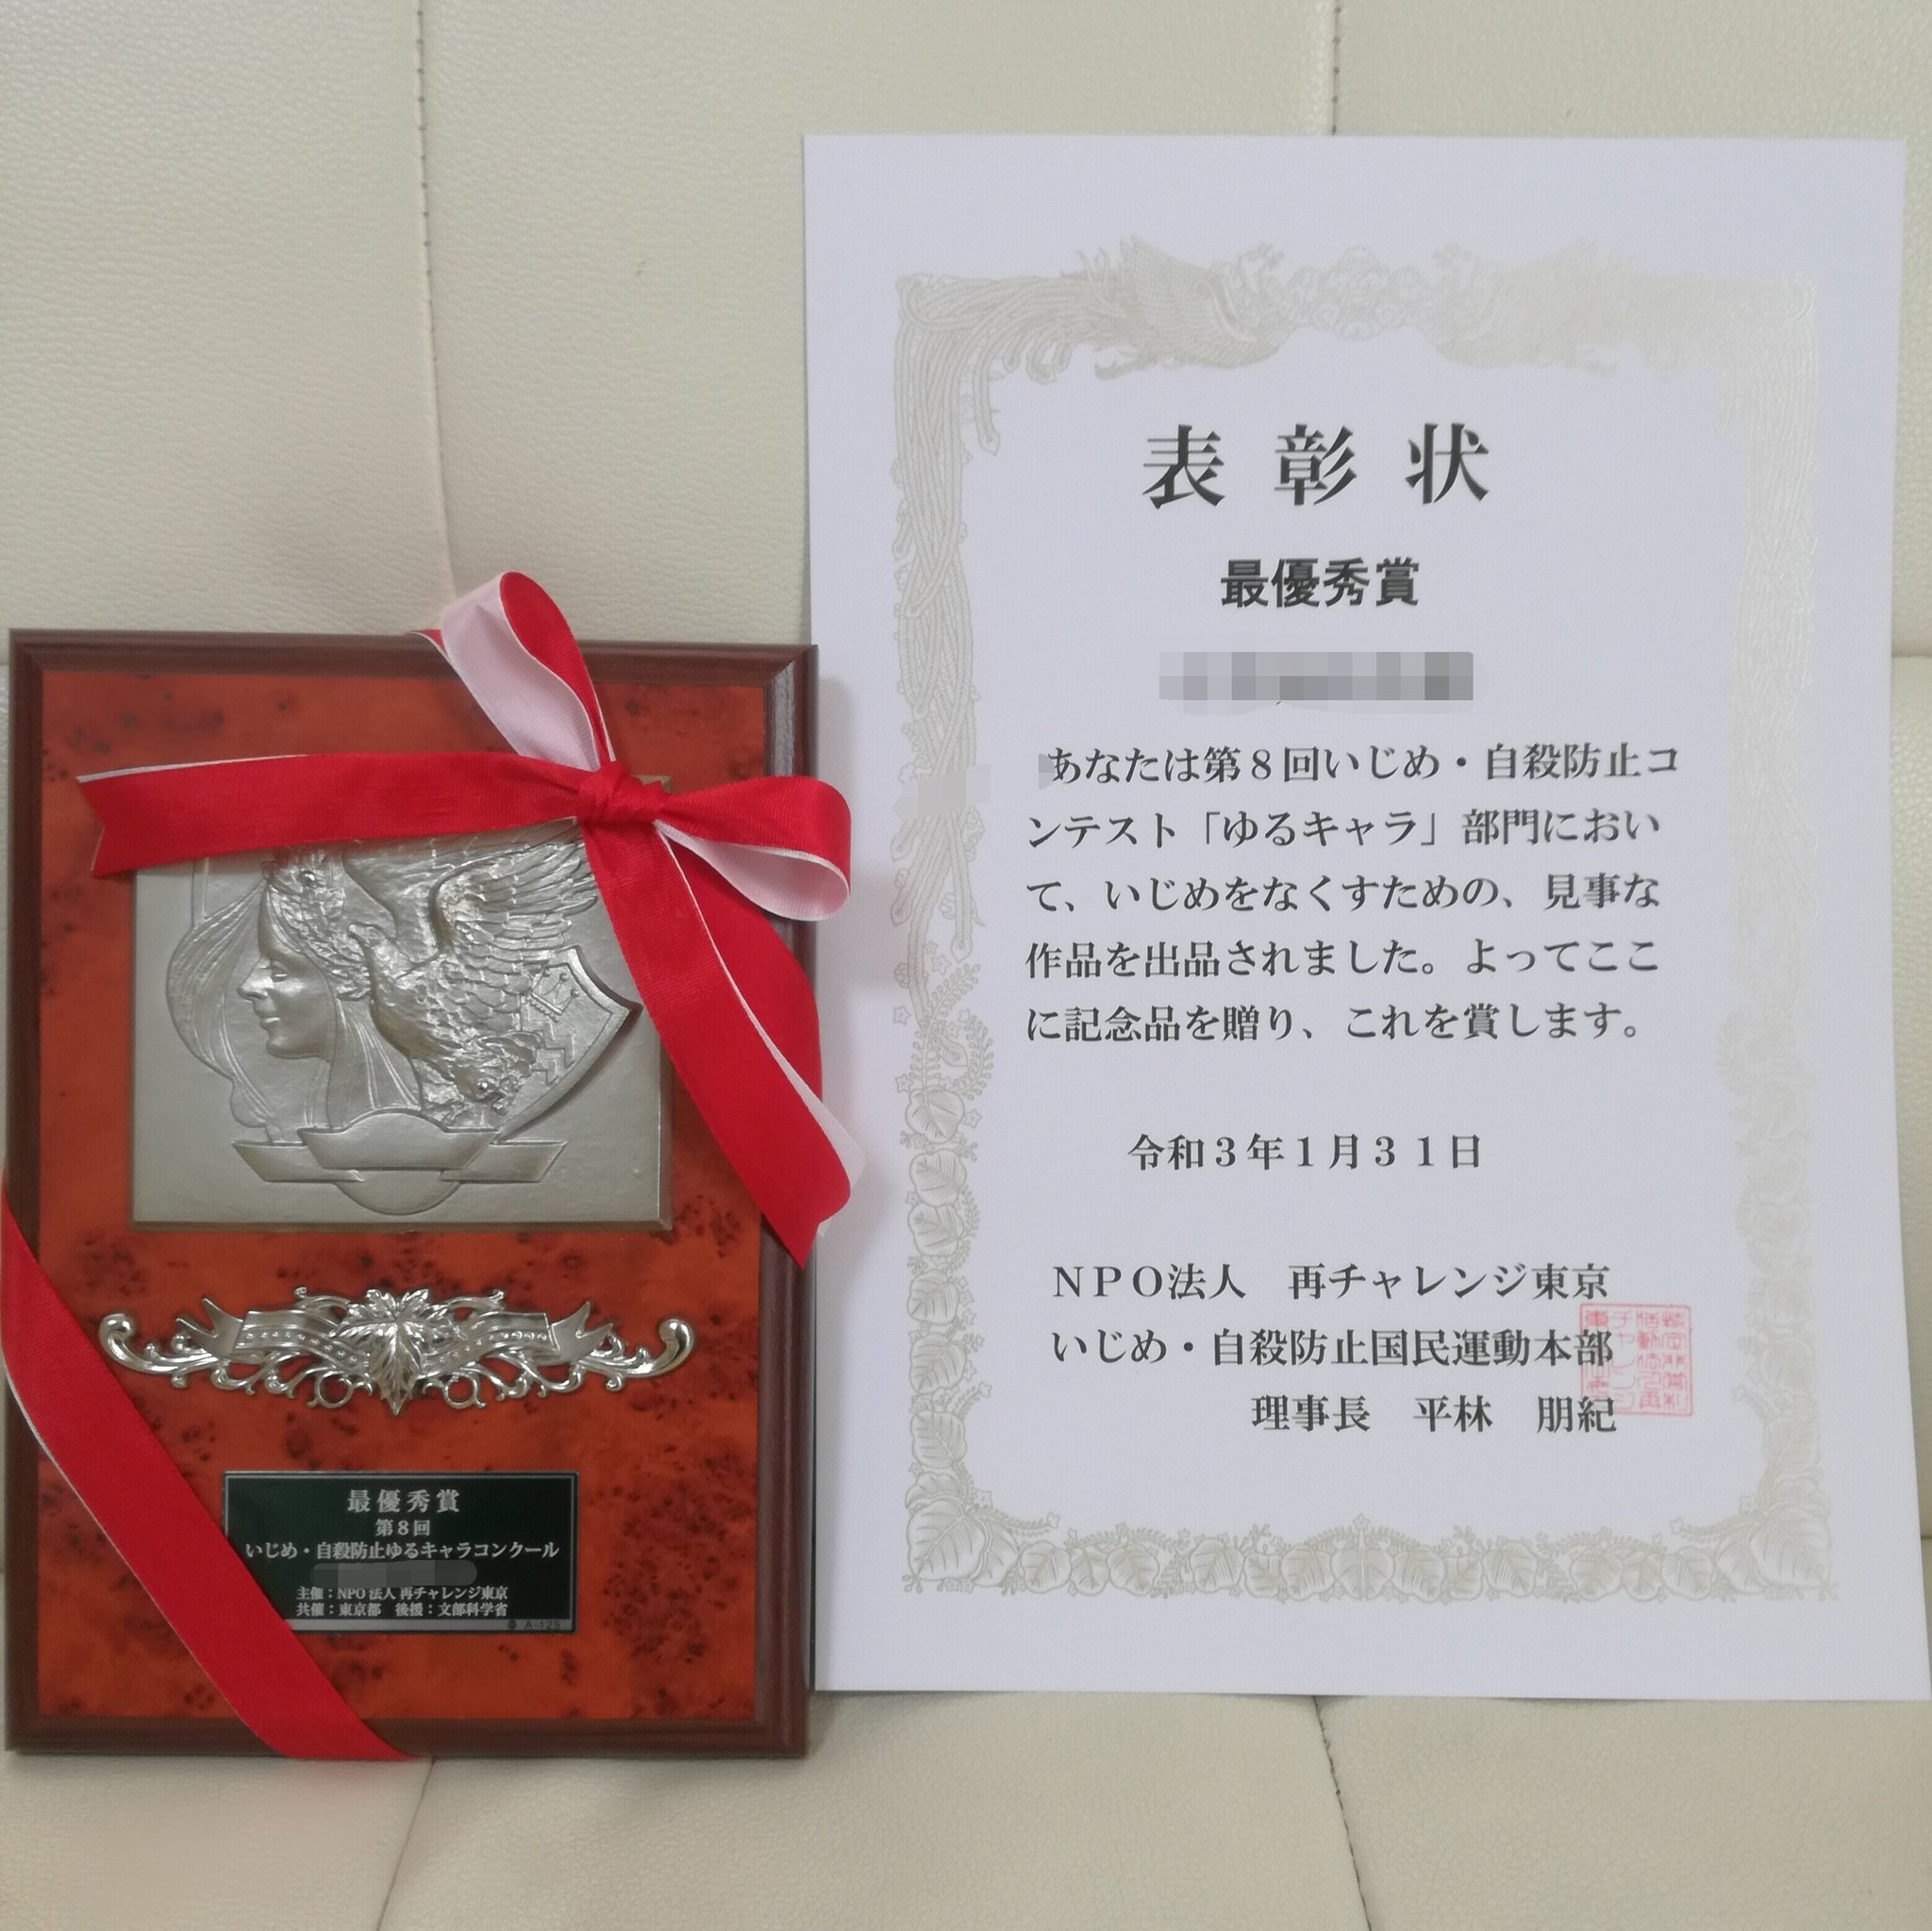 表彰状
最優秀賞
あなたは第8回いじめ・自殺防止コ
ンテスト「ゆるキャラ」部門におい
て、いじめをなくすための、見事な
作品を出品されました。よってここ
に記念品を贈り、これを賞します。
令和3年1月31日
NPO法人 再チャレンジ東京
いじめ・自殺防止国民運動本部
理事長 平林 朋紀
最優秀賞
第8回
いじめ・自殺防止ゆるキャラコンクール
主催:NPO法人 再チャレンジ東京
共催:東京都 後援:文部科学省
A-125